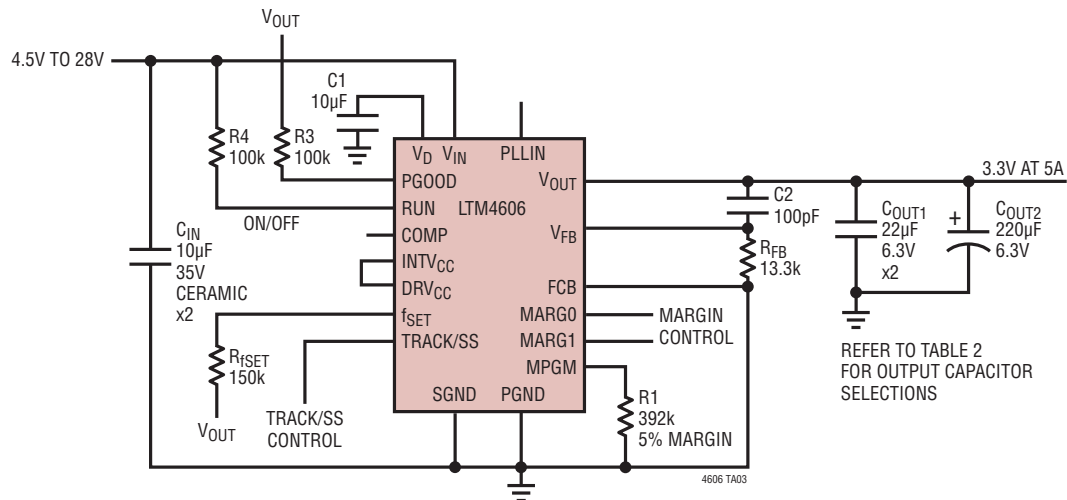 VOUT
4.5V TO 28V
C1
10µF
R4
100k
R3
100k
VD
VIN
PLLIN
PGOOD
VOUT
RUN
LTM4606
ON/OFF
COMP
VFB
INTVCC
DRVCC
FCB
fSET
MARG0
TRACK/SS
MARG1
MPGM
SGND
PGND
CIN
10µF
35V
CERAMIC
x2
RfSET
150k
VOUT
TRACK/SS
CONTROL
3.3V AT 5A
C2
100pF
RFB
13.3k
COUT1
22µF
6.3V
x2
+
COUT2
220µF
6.3V
MARGIN
CONTROL
REFER TO TABLE 2
FOR OUTPUT CAPACITOR
SELECTIONS
R1
392k
5% MARGIN
4606 TA03